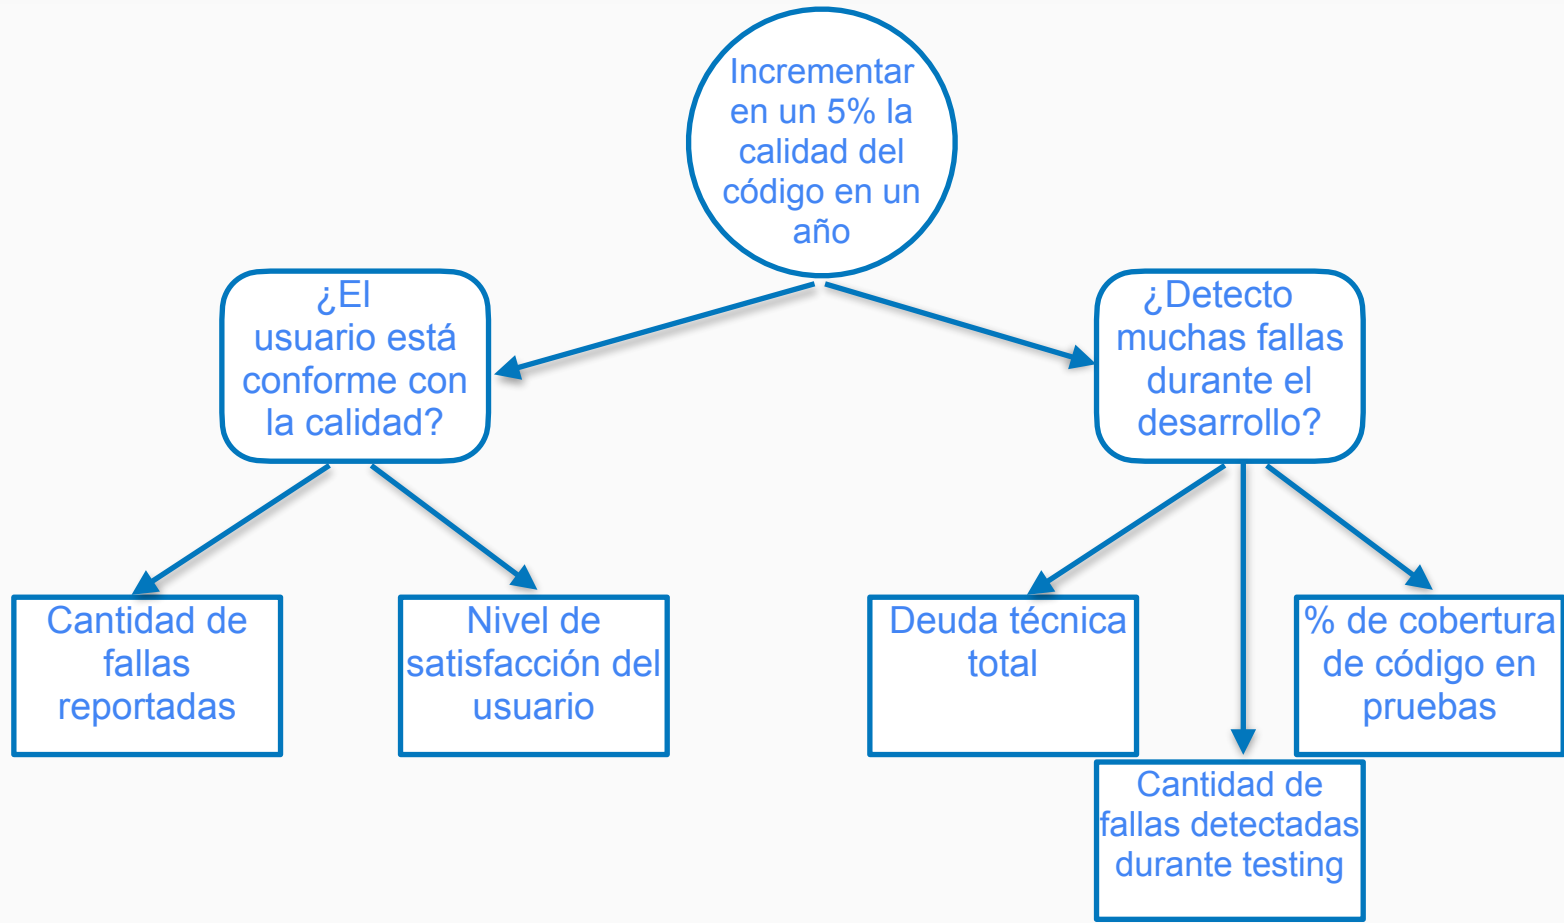 Incrementar
en un 5% la
calidad del
código en un
año
¿El
usuario está
conforme con
la calidad?
¿Detecto
muchas fallas
durante el
desarrollo?
Cantidad de
fallas
reportadas
Nivel de
satisfacción del
usuario
Deuda técnica
total
% de cobertura
de código en
pruebas
Cantidad de
fallas detectadas
durante testing